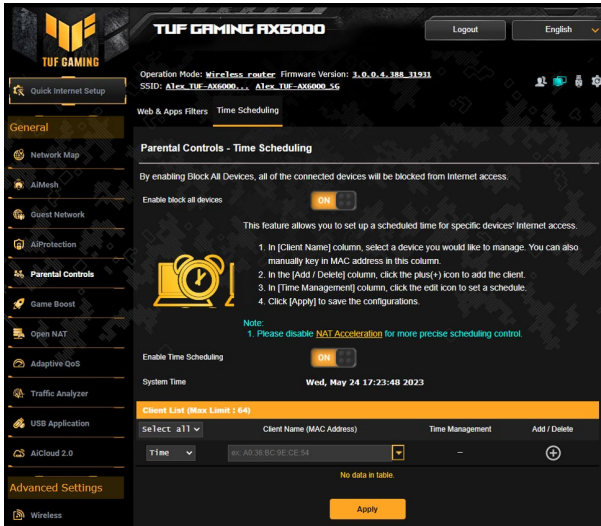 TUF GAMING AX6000
Logout
English
TUF GAMING
Quick Internet Setup
General
Network Map
AiMesh
Guest Network
AiProtection
Parental Controls
Game Boost
Open NAT
Adaptive QoS
Traffic Analyzer
USB Application
AiCloud 2.0
Advanced Settings
Wireless
Operation Mode: Wireless router Firmware Version: 3.0.0.4.388_31931
SSID: Alex_TUF-AX6000... Alex_TUF-AX6000_5G
Web & Apps Filters Time Scheduling
Parental Controls - Time Scheduling
By enabling Block All Devices, all of the connected devices will be blocked from Internet access.
Enable block all devices ON
This feature allows you to set up a scheduled time for specific devices' Internet access.
1. In [Client Name] column, select a device you would like to manage. You can also
manually key in MAC address in this column.
2. In the [Add / Delete] column, click the plus(+) icon to add the client.
3. In [Time Management] column, click the edit icon to set a schedule.
4. Click [Apply] to save the configurations.
Note:
1. Please disable NAT Acceleration for more precise scheduling control.
Enable Time Scheduling ON
System Time Wed, May 24 17:23:48 2023
Client List (Max Limit : 64)
Select all Client Name (MAC Address) Time Management Add / Delete
Time ex: A0:36:BC:9E:CE:54 –
No data in table.
Apply